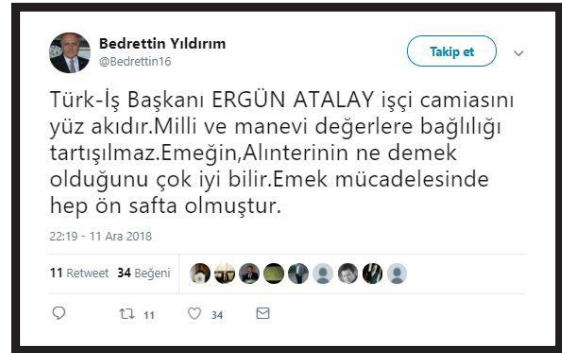 Bedrettin Yıldırım
@Bedrettin16
Takip et
Türk-İş Başkanı ERGÜN ATALAY işçi camiasını
yüz akıdır.Milli ve manevi değerlere bağlılığı
tartışılmaz.Emeğin,Alınterinin ne demek
olduğunu çok iyi bilir.Emek mücadelesinde
hep ön safta olmuştur.
22:19 - 11 Ara 2018
11 Retweet 34 Beğeni
11 34